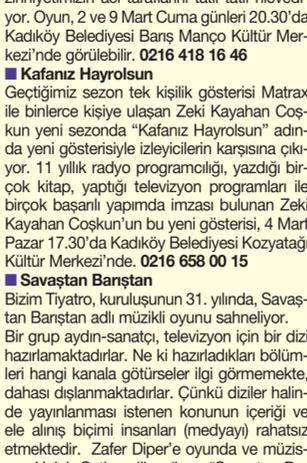 yor. Oyun, 2 ve 9 Mart Cuma günleri 20.30’da
Kadıköy Belediyesi Barış Manço Kültür Mer-
kezi’nde görülebilir. 0216 418 16 46
■ Kafanız Hayrolsun
Geçtiğimiz sezon tek kişilik gösterisi Matrax
ile binlerce kişiye ulaşan Zeki Kayahan Coş-
kun yeni sezonda “Kafanız Hayrolsun” adın-
da yeni gösterisiyle izleyicilerin karşısına çıkı-
yor. 11 yıllık radyo programcılığı, yazdığı bir-
çok kitap, yaptığı televizyon programları ile
birçok başarılı yapımda imzası bulunan Zeki
Kayahan Coşkun’un bu yeni gösterisi, 4 Mart
Pazar 17.30’da Kadıköy Belediyesi Kozyatağı
Kültür Merkezi’nde. 0216 658 00 15
■ Savaştan Barıştan
Bizim Tiyatro, kuruluşunun 31. yılında, Savaş-
tan Barıştan adlı müzikli oyunu sahneliyor.
Bir grup aydın-sanatçı, televizyon için bir dizi
hazırlamaktadırlar. Ne ki hazırladıkları bölüm-
leri hangi kanala götürseler ilgi görmemekte,
dahası dışlanmaktadırlar. Çünkü diziler halin-
de yayınlanması istenen konunun içeriği ve
ele alınış biçimi insanları (medyayı) rahatsız
etmektedir. Zafer Diper’e oyunda ve müzis-